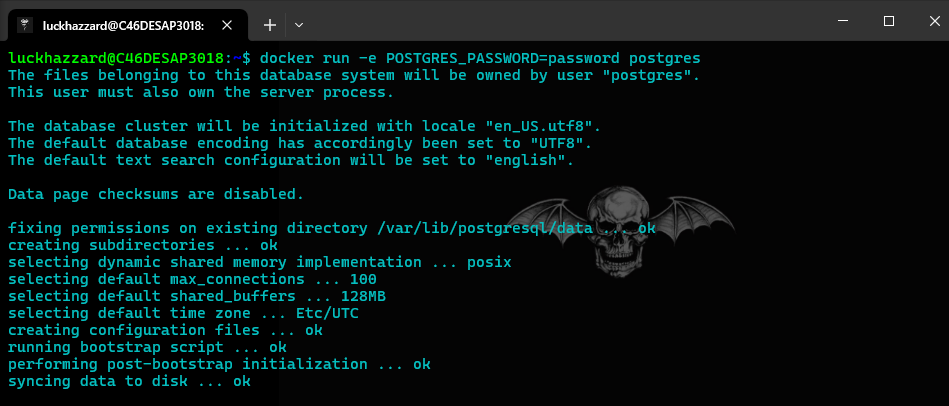 luckhazzard@C46DESAP3018:
luckhazzard@C46DESAP3018:~$ docker run -e POSTGRES_PASSWORD=password postgres
The files belonging to this database system will be owned by user "postgres".
This user must also own the server process.
The database cluster will be initialized with locale "en_US.utf8".
The default database encoding has accordingly been set to "UTF8".
The default text search configuration will be set to "english".
Data page checksums are disabled.
fixing permissions on existing directory /var/lib/postgresql/data ... ok
creating subdirectories ... ok
selecting dynamic shared memory implementation ... posix
selecting default max_connections ... 100
selecting default shared_buffers ... 128MB
selecting default time zone ... Etc/UTC
creating configuration files ... ok
running bootstrap script ... ok
performing post-bootstrap initialization ... ok
syncing data to disk ... ok